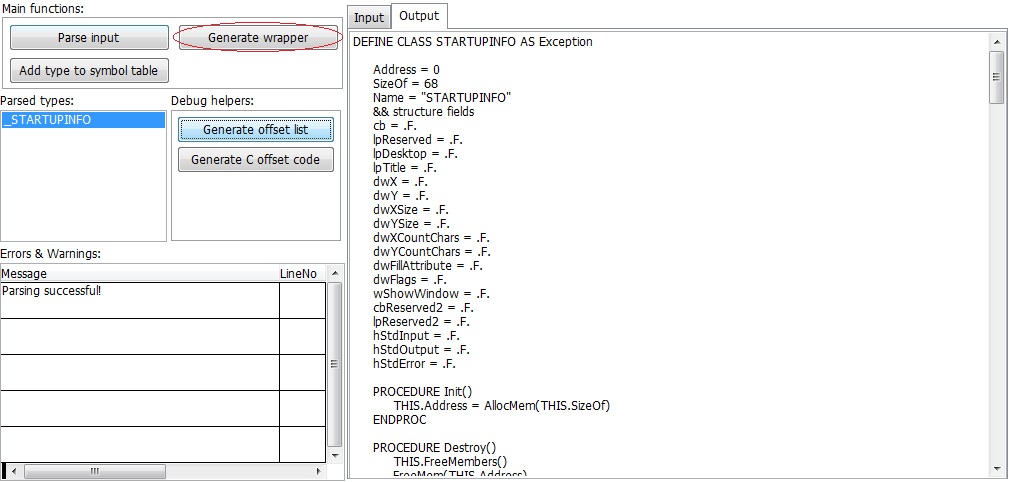 Main functions:
Parse input
Generate wrapper
Add type to symbol table
Parsed types:
_STARTUPINFO
Debug helpers:
Generate offset list
Generate C offset code
Errors & Warnings:
Message LineNo
Parsing successful!
Input Output
DEFINE CLASS STARTUPINFO AS Exception
Address = 0
SizeOf = 68
Name = "STARTUPINFO"
&& structure fields
cb = .F.
lpReserved = .F.
lpDesktop = .F.
lpTitle = .F.
dwX = .F.
dwY = .F.
dwXSize = .F.
dwYSize = .F.
dwXCountChars = .F.
dwYCountChars = .F.
dwFillAttribute = .F.
dwFlags = .F.
wShowWindow = .F.
cbReserved2 = .F.
lpReserved2 = .F.
hStdInput = .F.
hStdOutput = .F.
hStdError = .F.
PROCEDURE Init()
THIS.Address = AllocMem(THIS.SizeOf)
ENDPROC
PROCEDURE Destroy()
THIS.FreeMembers()
FreeMem(THIS.Address)